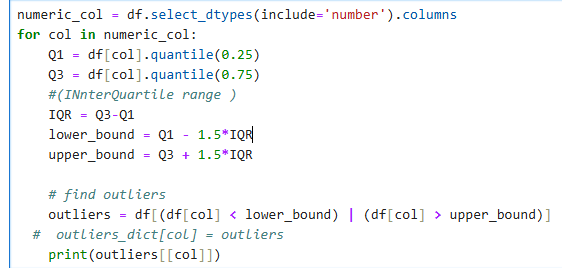 numeric_col = df.select_dtypes(include='number').columns
for col in numeric_col:
    Q1 = df[col].quantile(0.25)
    Q3 = df[col].quantile(0.75)
    #(INnterQuartile range )
    IQR = Q3-Q1
    lower_bound = Q1 - 1.5*IQR
    upper_bound = Q3 + 1.5*IQR

    # find outliers
    outliers = df[(df[col] < lower_bound) | (df[col] > upper_bound)]
  #  outliers_dict[col] = outliers
    print(outliers[[col]])